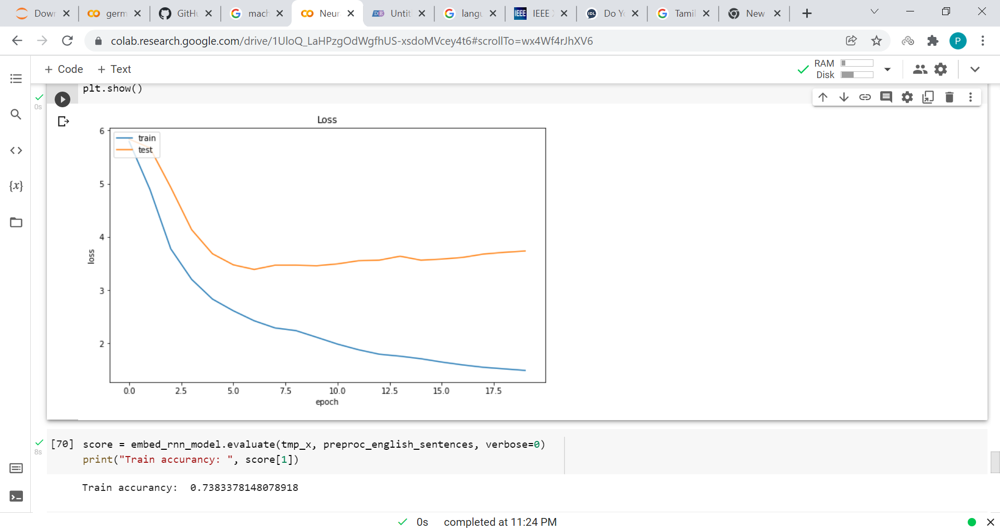 Down
germ
GitHu
mach
Neur
Untit
langu
IEEE
IEEE
IDL
Do Yo
Tamil
New
colab.research.google.com/drive/1UloQ_LaHPzgOdWgfhUS-xsdoMVcey4t6#scrollTo=wx4Wf4rJhXV6
P
+ Code + Text
RAM
Disk
plt.show()
0s
Loss
train
test
6
5
4
3
2
loss
0.0 2.5 5.0 7.5 10.0 12.5 15.0 17.5
epoch
{x}
[70] score = embed_rnn_model.evaluate(tmp_x, preproc_english_sentences, verbose=0)
8s
print("Train accurancy: ", score[1])
Train accurancy:  0.7383378148078918
0s completed at 11:24 PM